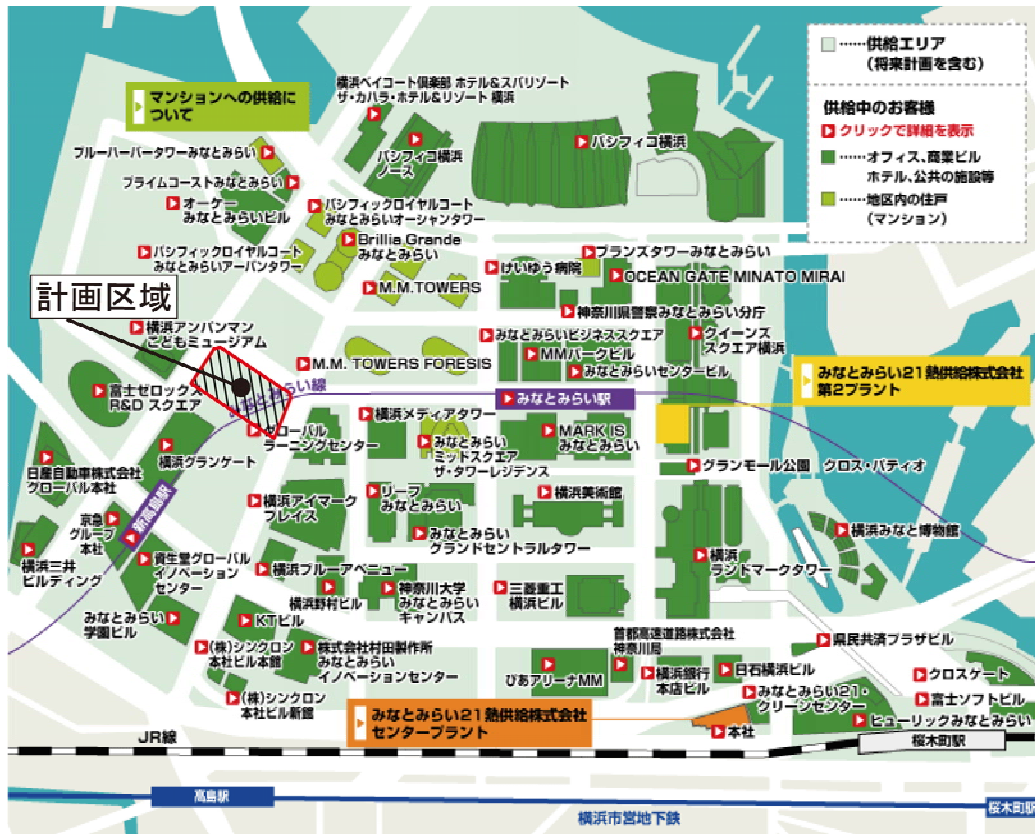 ……供給エリア
(将来計画を含む)
供給中のお客様
クリックで詳細を表示
……オフィス、商業ビル
ホテル、公共の施設等
……地区内の住戸
(マンション)
マンションへの供給に
ついて
横浜ベイコート倶楽部 ホテル&スパリゾート
ザ・カハラ・ホテル&リゾート 横浜
パシフィコ横浜
ノース
パシフィコ横浜
ブルーハーバータワーみなとみらい
プライムコーストみなとみらい
オーケー
みなとみらいビル
パシフィックロイヤルコート
みなとみらいオーシャンタワー
パシフィックロイヤルコート
みなとみらいアーバンタワー
Brillia Grande
みなとみらい
M.M.TOWERS
けいゆう病院
ブランズタワーみなとみらい
OCEAN GATE MINATO MIRAI
神奈川県警察みなとみらい分庁
計画区域
横浜アンパンマン
こどもミュージアム
M.M. TOWERS FORESIS
みなとみらいビジネススクエア
MMパークビル
みなとみらいセンタービル
クイーンズ
スクエア横浜
みなとみらい21熱供給株式会社
第2プラント
富士ゼロックス
R&D スクエア
みなとみらい線
みなとみらい駅
グローバル
ラーニングセンター
横浜メディアタワー
みなとみらい
ミッドスクエア
ザ・タワーレジデンス
MARK IS
みなとみらい
グランモール公園 クロス・パティオ
横浜グランゲート
日産自動車株式会社
グローバル本社
新高島駅
横浜アイマーク
プレイス
リーフ
みなとみらい
横浜美術館
みなとみらい
グランドセントラルタワー
横浜
ランドマークタワー
横浜みなと博物館
京急
グループ
本社
横浜三井
ビルディング
資生堂グローバル
イノベーション
センター
横浜ブルーアベニュー
横浜野村ビル
神奈川大学
みなとみらい
キャンパス
三菱重工
横浜ビル
みなとみらい
学園ビル
KTビル
(株)シンクロン
本社ビル本館
株式会社村田製作所
みなとみらい
イノベーションセンター
(株)シンクロン
本社ビル新館
首都高速道路株式会社
神奈川局
ぴあアリーナMM
横浜銀行
本店ビル
日石横浜ビル
県民共済プラザビル
みなとみらい21・
クリーンセンター
クロスゲート
富士ソフトビル
ヒューリックみなとみらい
みなとみらい21熱供給株式会社
センタープラント
本社
JR線
桜木町駅
高島駅
横浜市営地下鉄
桜木町駅